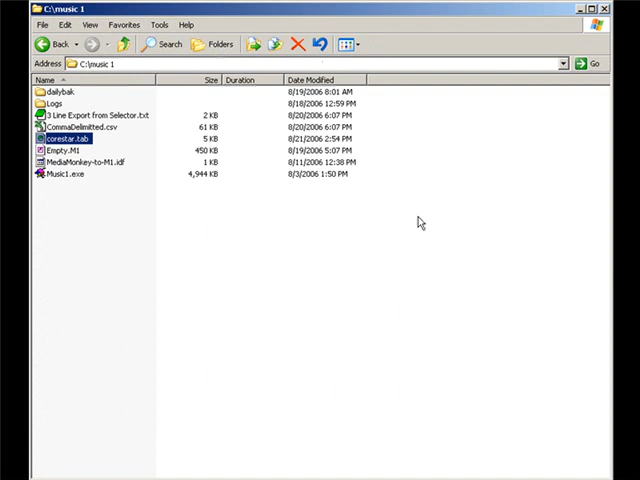 C:\music 1
File Edit View Favorites Tools Help
Back Search Folders
Address C:\music 1 Go
Name Size Duration Date Modified
dailybak 8/19/2006 8:01 AM
Logs 8/18/2006 12:59 PM
3 Line Export from Selector.txt 2 KB 8/20/2006 6:07 PM
CommaDelimitted.csv 61 KB 8/20/2006 6:07 PM
corestar.tab 5 KB 8/21/2006 2:54 PM
Empty.M1 450 KB 8/19/2006 5:07 PM
MediaMonkey-to-M1.idf 1 KB 8/11/2006 12:38 PM
Music1.exe 4,944 KB 8/3/2006 1:50 PM